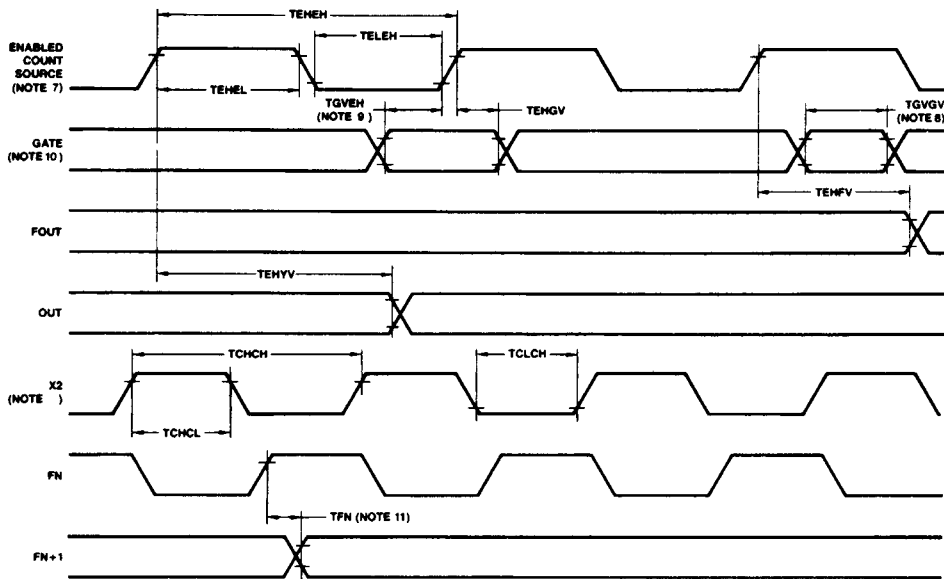 TEHEH
TELEH
ENABLED
COUNT
SOURCE
(NOTE 7)
TEHEL
TGVEH
(NOTE 9)
TEHGV
TGVGV
(NOTE 8)
GATE
(NOTE 10)
TEHFV
FOUT
TEHYV
OUT
TCHCH
TCLCH
X2
(NOTE )
TCHCL
FN
TFN (NOTE 11)
FN+1